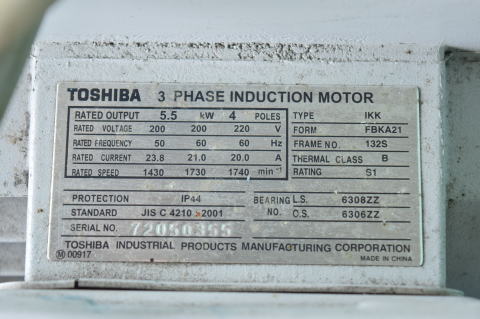 TOSHIBA 3 PHASE INDUCTION MOTOR
RATED OUTPUT 5.5 kW 4 POLES TYPE IKK
RATED VOLTAGE 200 200 220 V FORM FBKA21
RATED FREQUENCY 50 60 60 Hz FRAME NO. 132S
RATED CURRENT 23.8 21.0 20.0 A THERMAL CLASS B
RATED SPEED 1430 1730 1740 min⁻¹ RATING S1
PROTECTION IP44 BEARING L.S. 6308ZZ
STANDARD JIS C 4210 - 2001 NO. O.S. 6306ZZ
SERIAL NO. 72050355
TOSHIBA INDUSTRIAL PRODUCTS MANUFACTURING CORPORATION
Ⓜ 00917 MADE IN CHINA